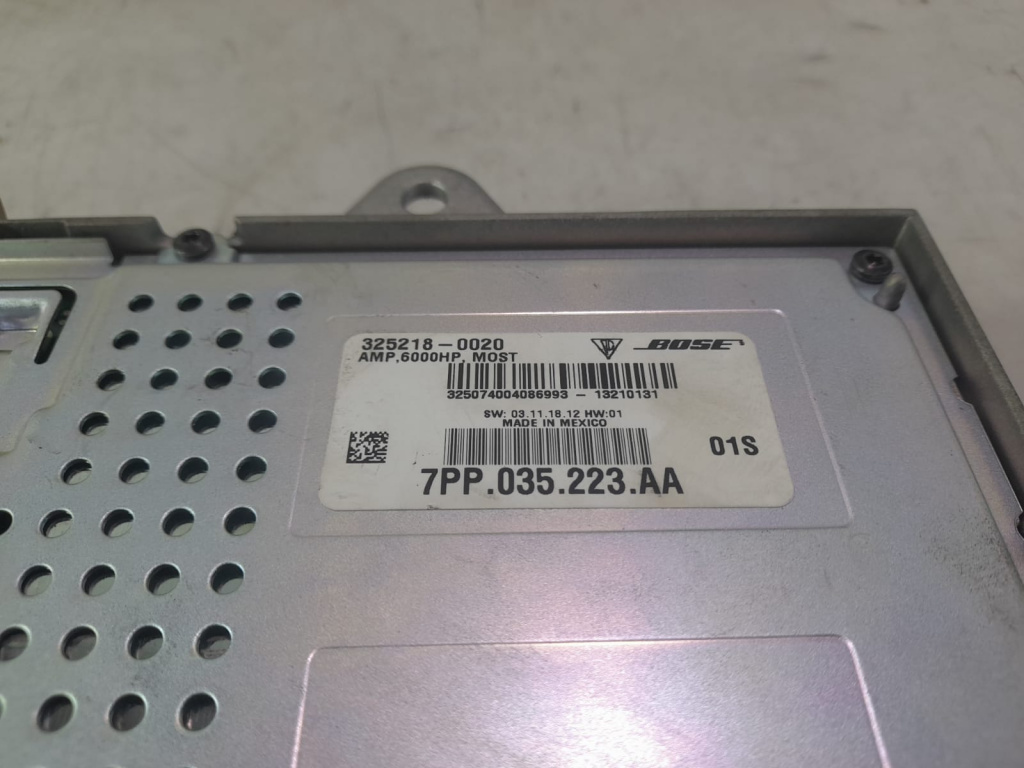 325218-0020
AMP,6000HP, MOST
BOSE
325074004086993 - 13210131
SW: 03.11.18.12 HW:01
MADE IN MEXICO
01S
7PP.035.223.AA